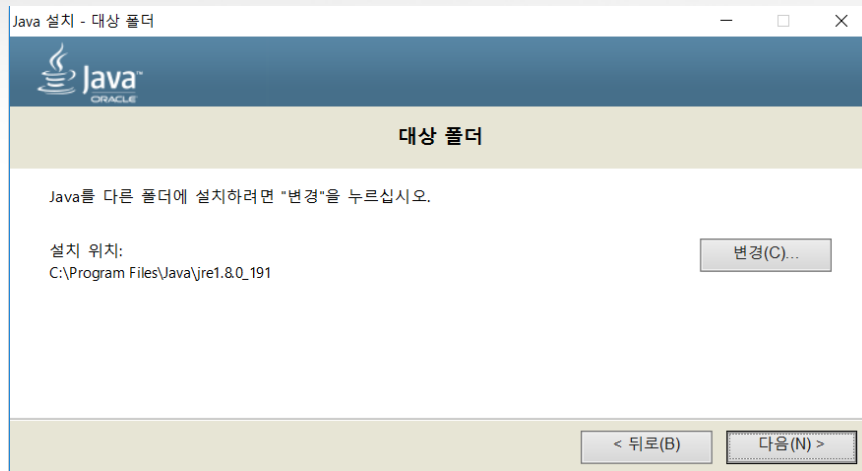 Java 설치 - 대상 폴더
Java™
ORACLE
대상 폴더
Java를 다른 폴더에 설치하려면 "변경"을 누르십시오.
설치 위치:
변경(C)...
C:\Program Files\Java\jre1.8.0_191
< 뒤로(B)
다음(N) >